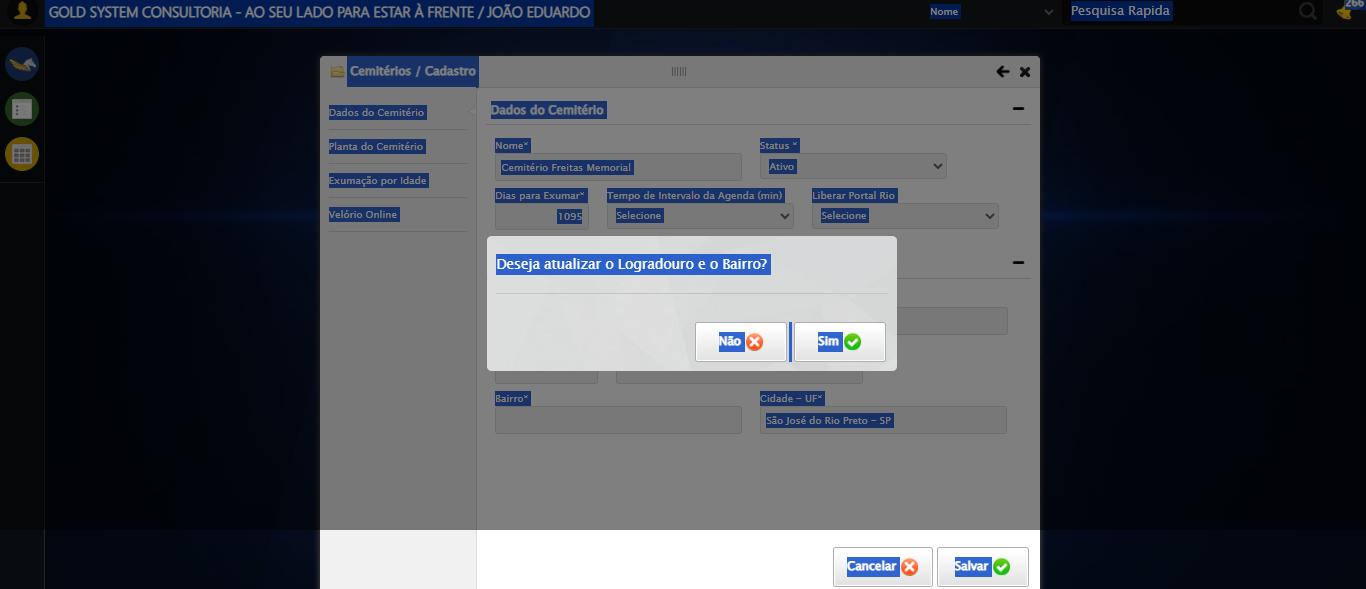 GOLD SYSTEM CONSULTORIA - AO SEU LADO PARA ESTAR À FRENTE / JOÃO EDUARDO
Nome
Pesquisa Rapida
266
Cemitérios / Cadastro
Dados do Cemitério
Planta do Cemitério
Exumação por Idade
Velório Online
Dados do Cemitério
Nome* Status *
Cemitério Freitas Memorial Ativo
Dias para Exumar* Tempo de Intervalo da Agenda (min) Liberar Portal Rio
1095 Selecione Selecione
Deseja atualizar o Logradouro e o Bairro?
Não Sim
Bairro* Cidade - UF*
São José do Rio Preto - SP
Cancelar Salvar